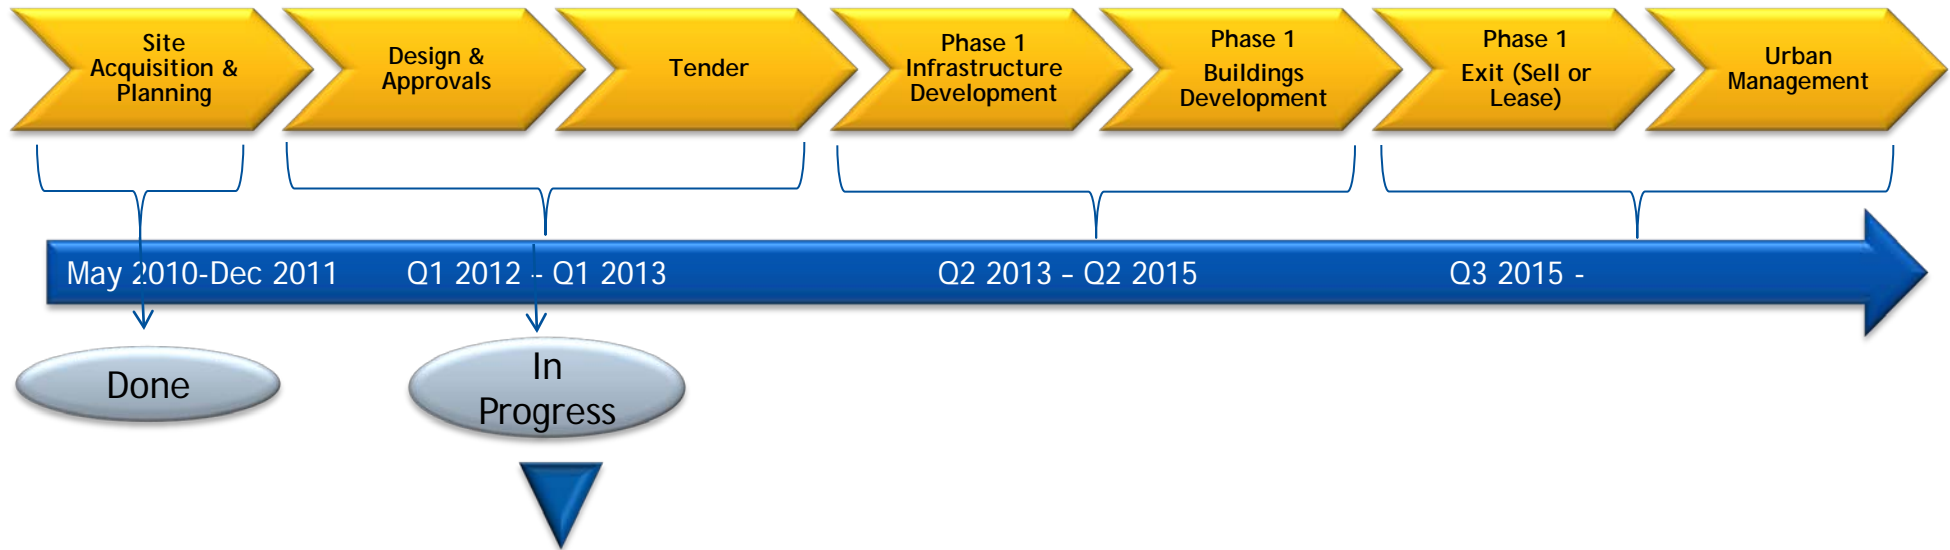 Site
Acquisition &
Planning
Design &
Approvals
Tender
Phase 1
Infrastructure
Development
Phase 1
Buildings
Development
Phase 1
Exit (Sell or
Lease)
Urban
Management
May 2010-Dec 2011
Q1 2012 - Q1 2013
Q2 2013 – Q2 2015
Q3 2015 -
Done
In
Progress